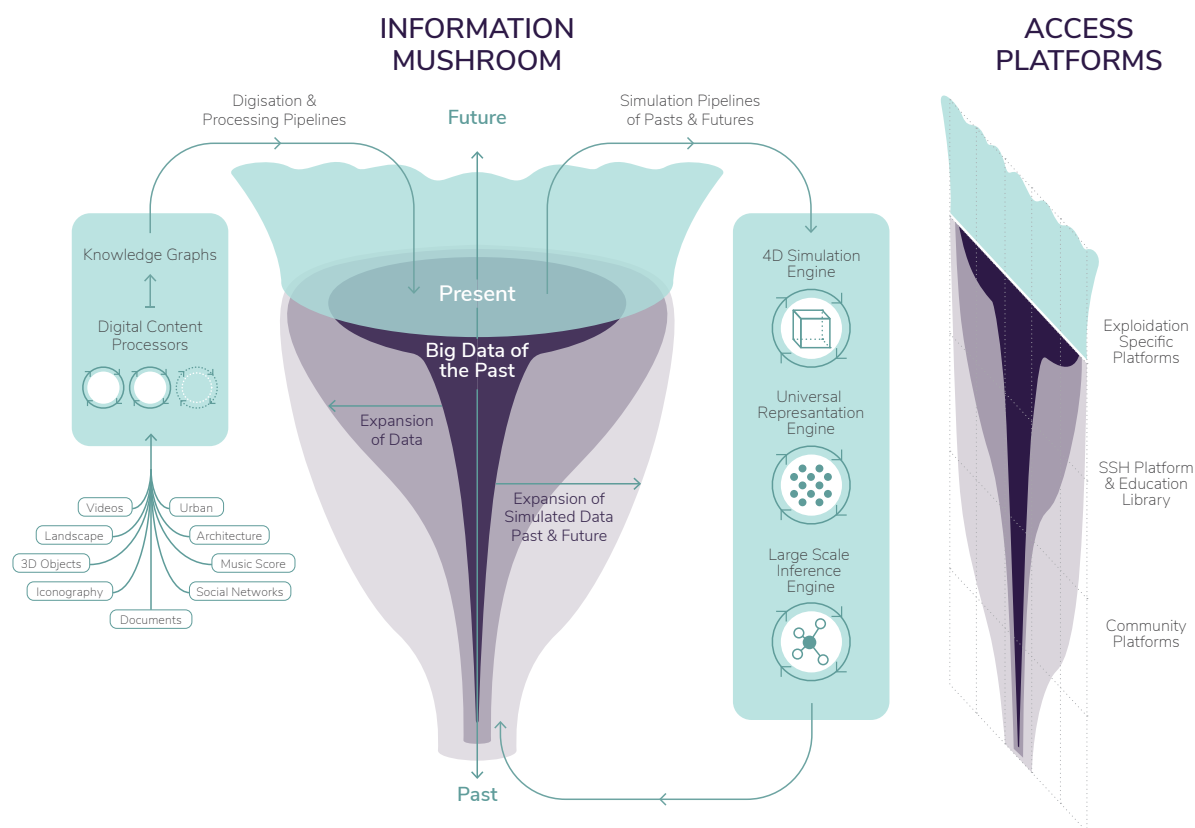 INFORMATION
MUSHROOM
ACCESS
PLATFORMS
Digisation &
Processing Pipelines
Future
Simulation Pipelines
of Pasts & Futures
Knowledge Graphs
Digital Content
Processors
Videos
Urban
Landscape
Architecture
3D Objects
Music Score
Iconography
Social Networks
Documents
Present
Big Data of
the Past
Expansion
of Data
Expansion of
Simulated Data
Past & Future
Past
4D Simulation
Engine
Universal
Represantation
Engine
Large Scale
Inference
Engine
Exploidation
Specific
Platforms
SSH Platform
& Education
Library
Community
Platforms